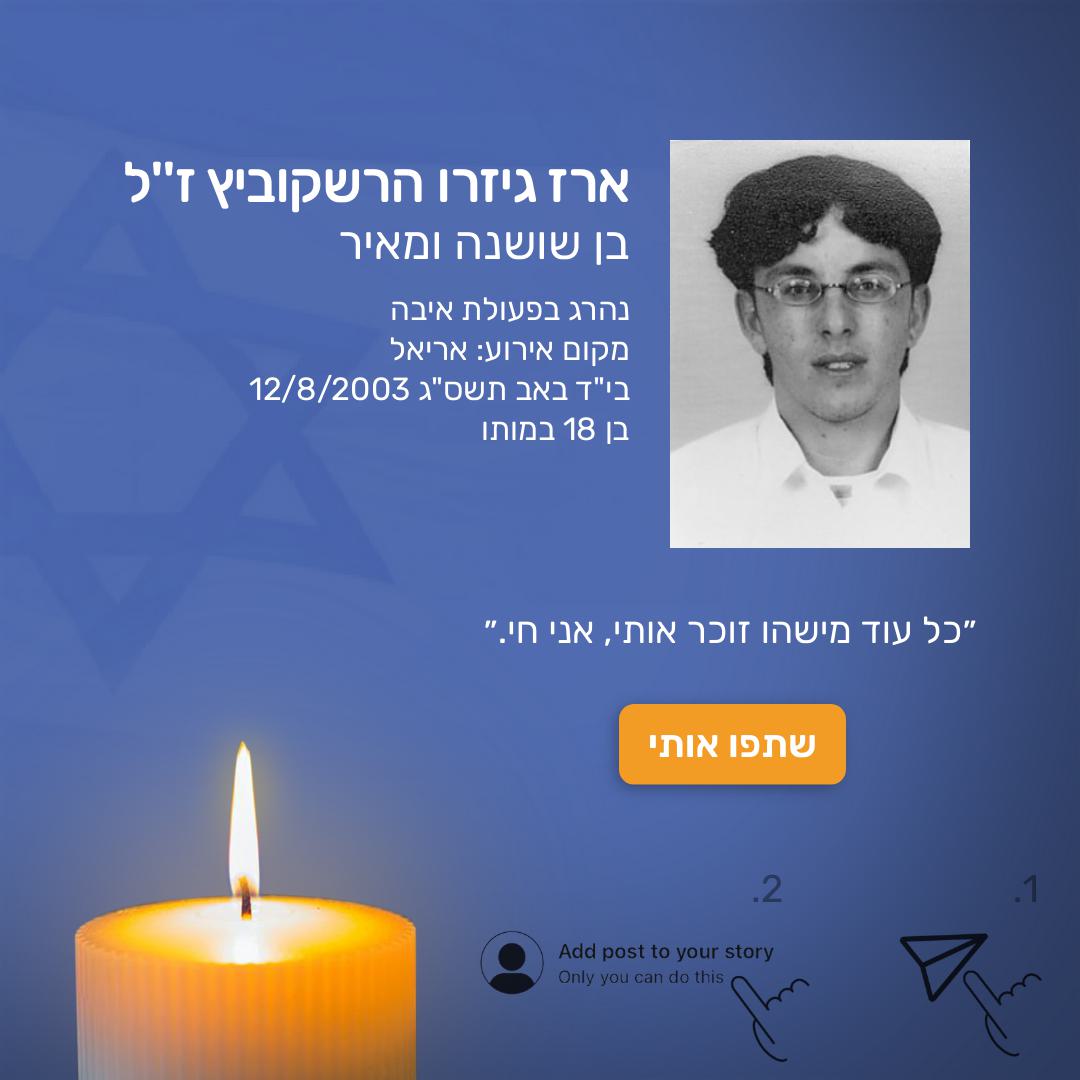 ארז גיזרו הרשקוביץ ז"ל
בן שושנה ומאיר
נהרג בפעולת איבה
מקום אירוע: אריאל
בי"ד באב תשס"ג 12/8/2003
בן 18 במותו
״כל עוד מישהו זוכר אותי, אני חי.״
שתפו אותי
.1
.2
Add post to your story
Only you can do this